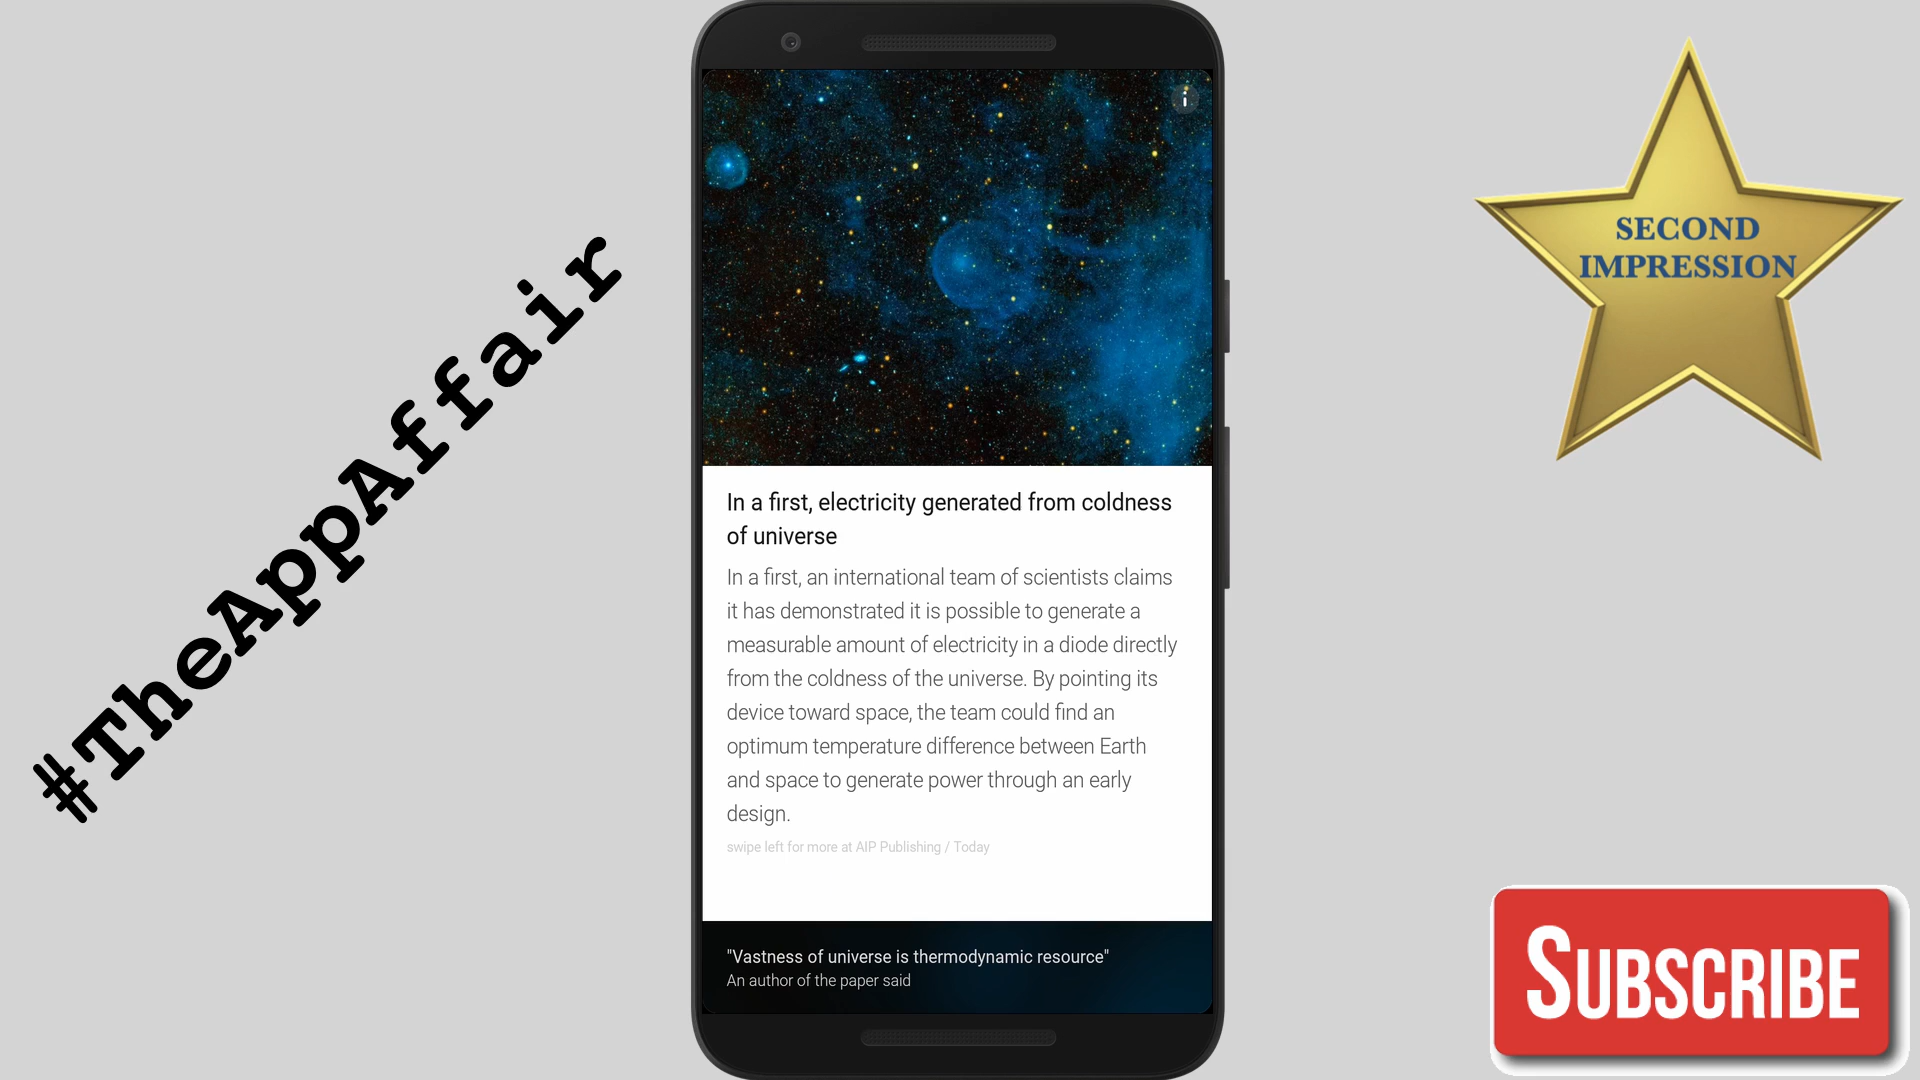 #TheAppAffair
i
In a first, electricity generated from coldness
of universe
In a first, an international team of scientists claims
it has demonstrated it is possible to generate a
measurable amount of electricity in a diode directly
from the coldness of the universe. By pointing its
device toward space, the team could find an
optimum temperature difference between Earth
and space to generate power through an early
design.
swipe left for more at AIP Publishing / Today
"Vastness of universe is thermodynamic resource"
An author of the paper said
SECOND
IMPRESSION
SUBSCRIBE